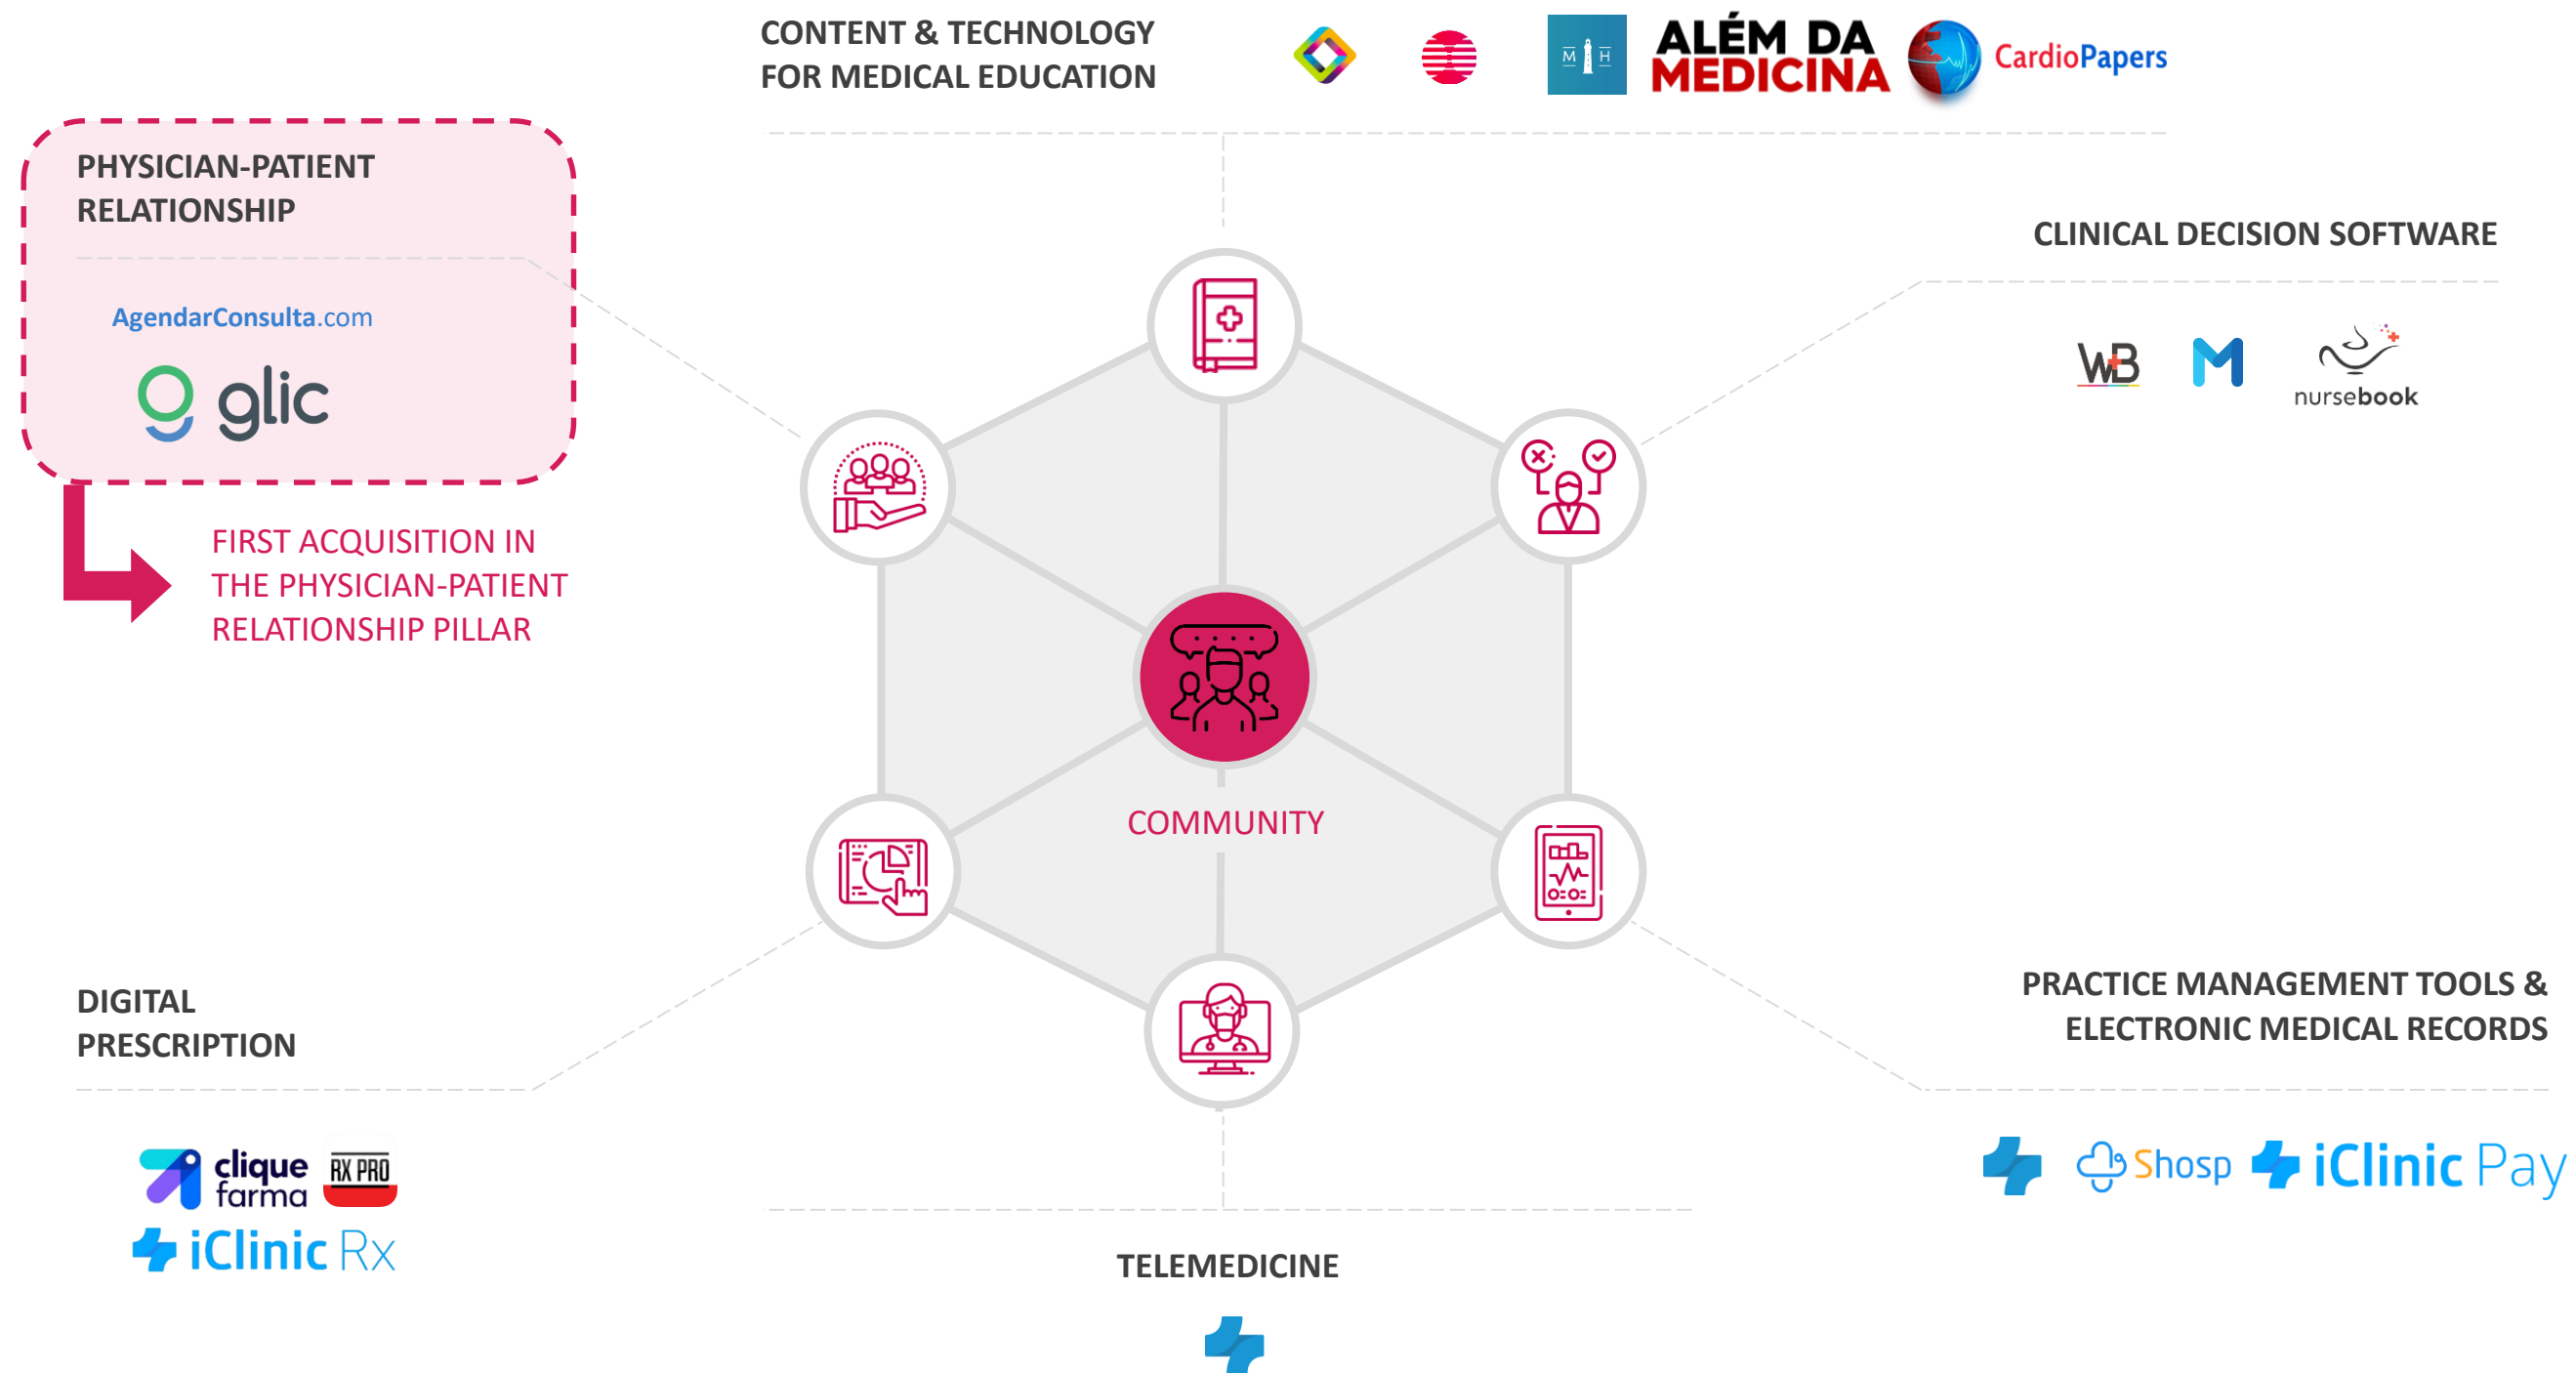 CONTENT & TECHNOLOGY
FOR MEDICAL EDUCATION
M H
ALÉM DA
MEDICINA
CardioPapers
PHYSICIAN-PATIENT
RELATIONSHIP
AgendarConsulta.com
glic
FIRST ACQUISITION IN
THE PHYSICIAN-PATIENT
RELATIONSHIP PILLAR
CLINICAL DECISION SOFTWARE
WB
M
nursebook
COMMUNITY
DIGITAL
PRESCRIPTION
clique
farma
RX PRO
iClinic Rx
PRACTICE MANAGEMENT TOOLS &
ELECTRONIC MEDICAL RECORDS
Shosp
iClinic Pay
TELEMEDICINE